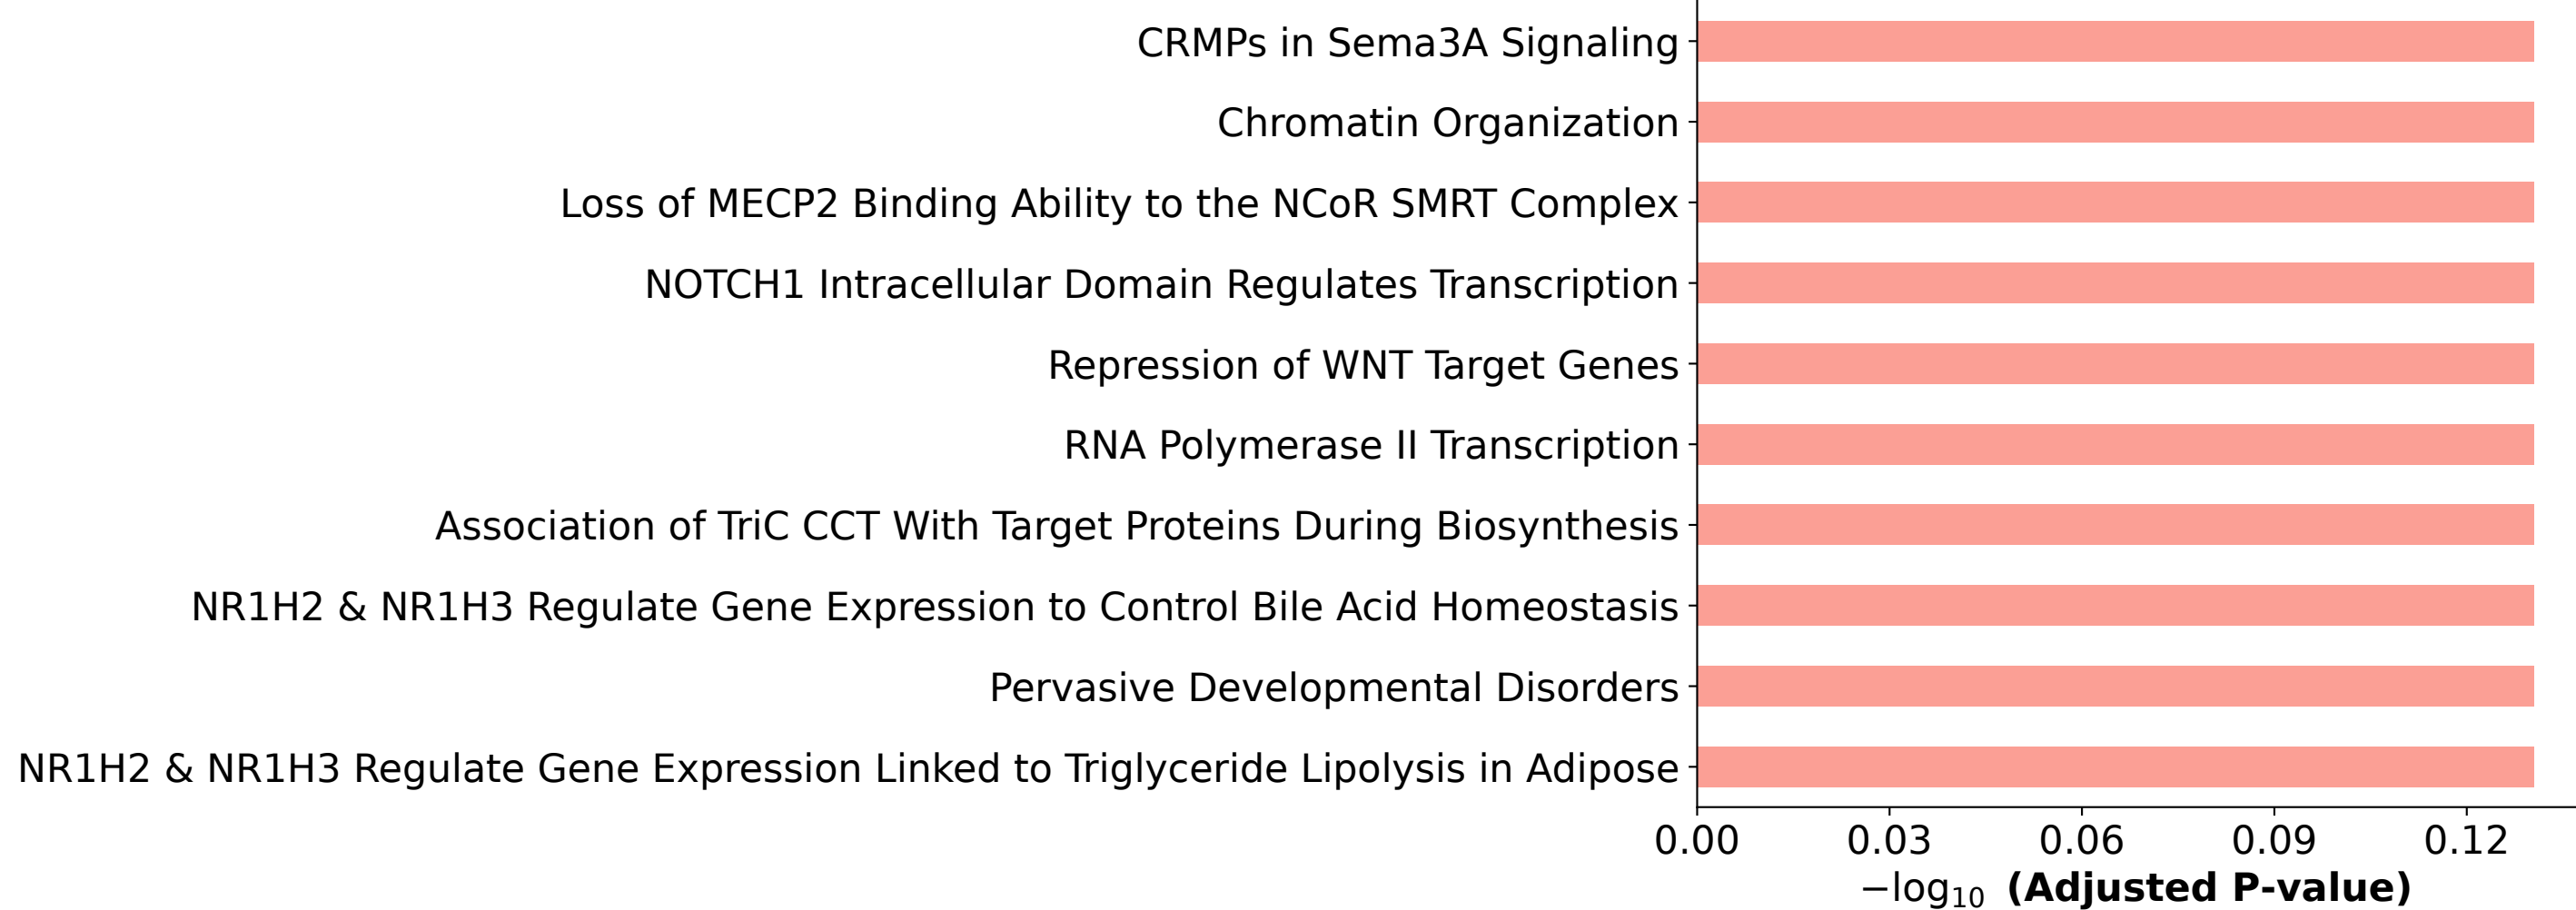 CRMPs in Sema3A Signaling
Chromatin Organization
Loss of MECP2 Binding Ability to the NCoR SMRT Complex
NOTCH1 Intracellular Domain Regulates Transcription
Repression of WNT Target Genes
RNA Polymerase II Transcription
Association of TriC CCT With Target Proteins During Biosynthesis
NR1H2 & NR1H3 Regulate Gene Expression to Control Bile Acid Homeostasis
Pervasive Developmental Disorders
NR1H2 & NR1H3 Regulate Gene Expression Linked to Triglyceride Lipolysis in Adipose
0.00 0.03 0.06 0.09 0.12
−log₁₀ (Adjusted P-value)